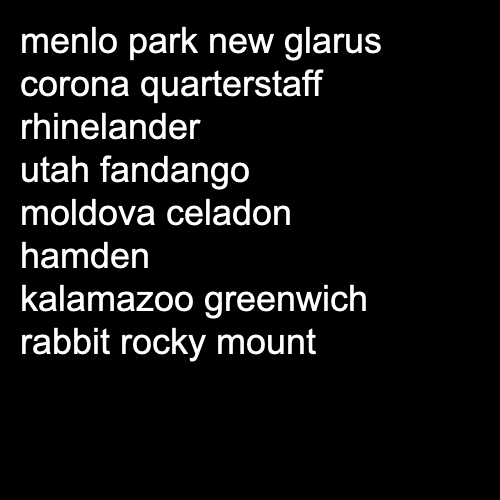 menlo park new glarus
corona quarterstaff
rhinelander
utah fandango
moldova celadon
hamden
kalamazoo greenwich
rabbit rocky mount